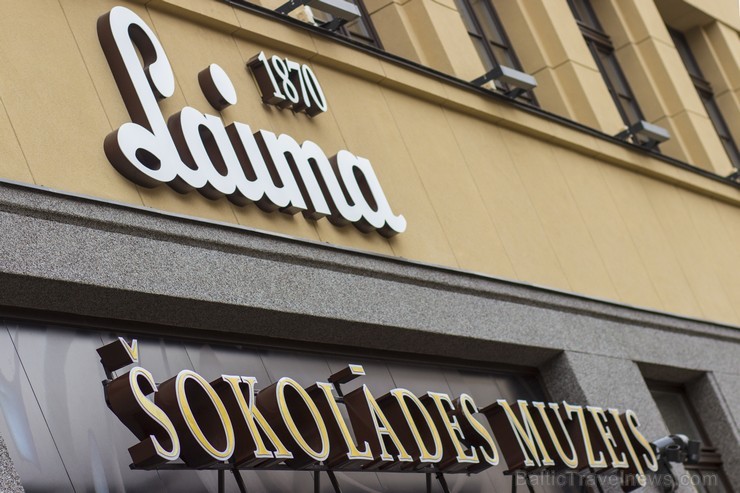 1870
Laima
ŠOKOLĀDES MUZEJS
BalticTravelnews.com